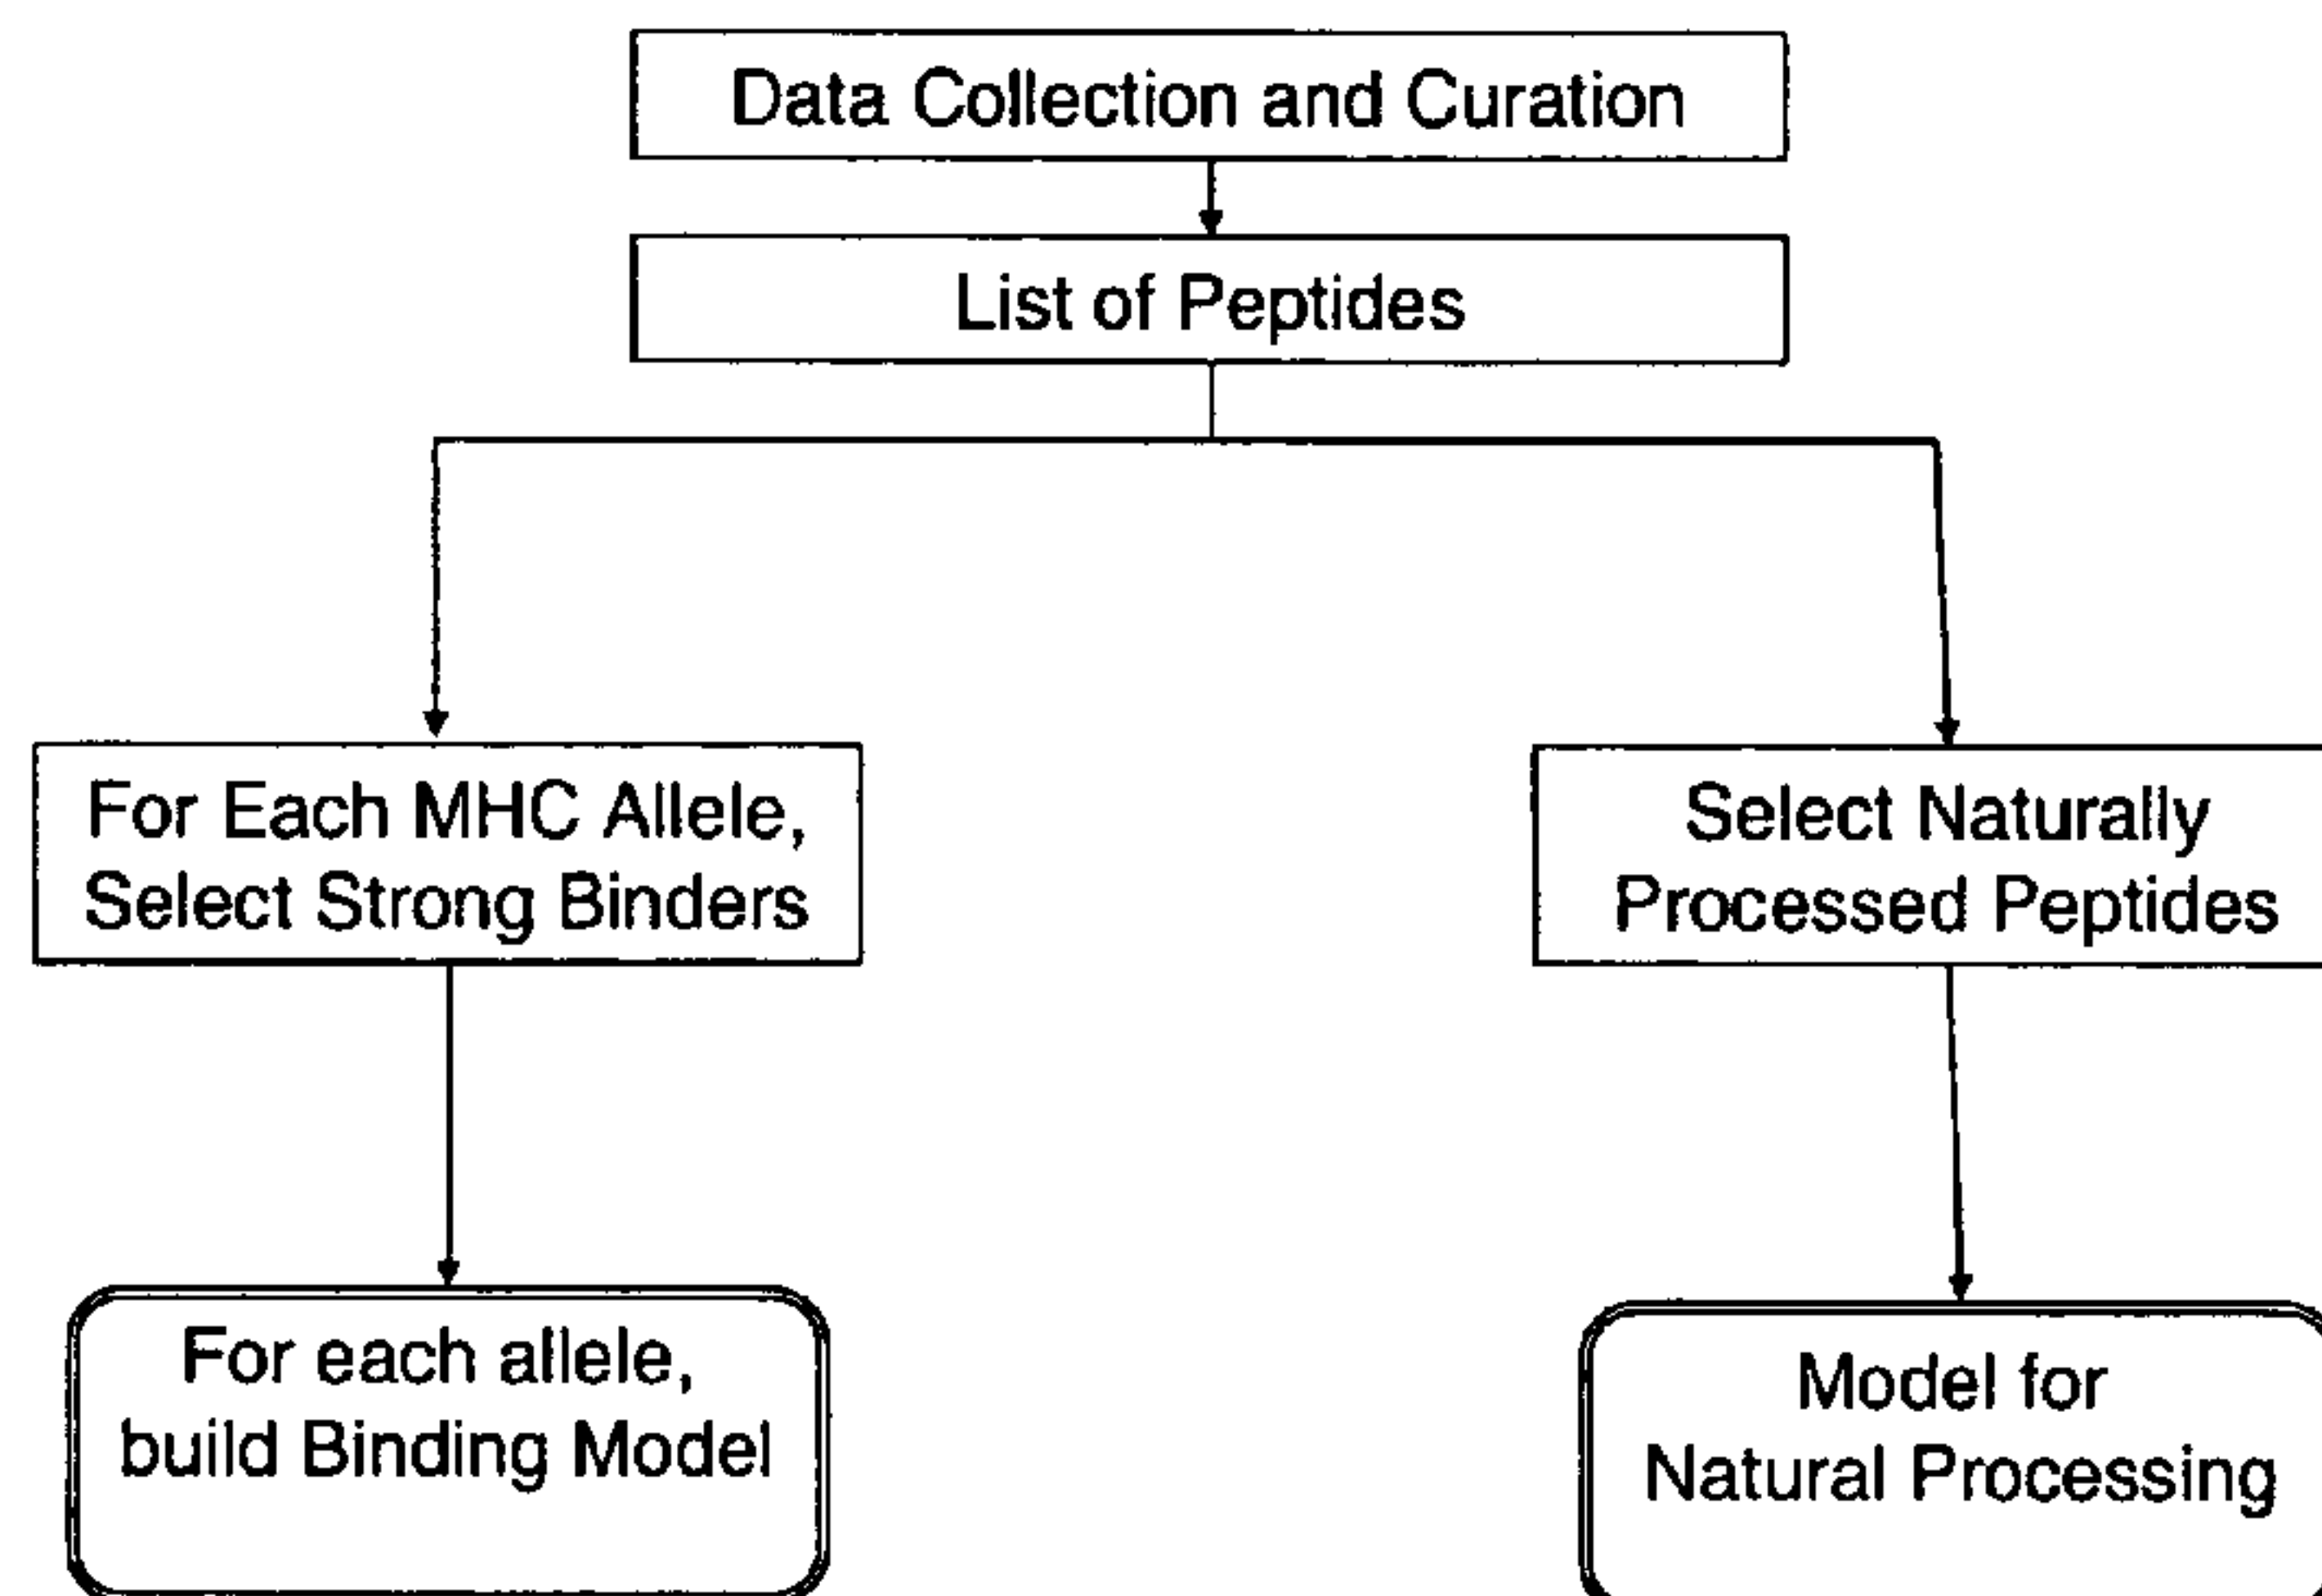 Data Collection and Curation
List of Peptides
For Each MHC Allele,
Select Strong Binders
Select Naturally
Processed Peptides
For each allele,
build Binding Model
Model for
Natural Processing